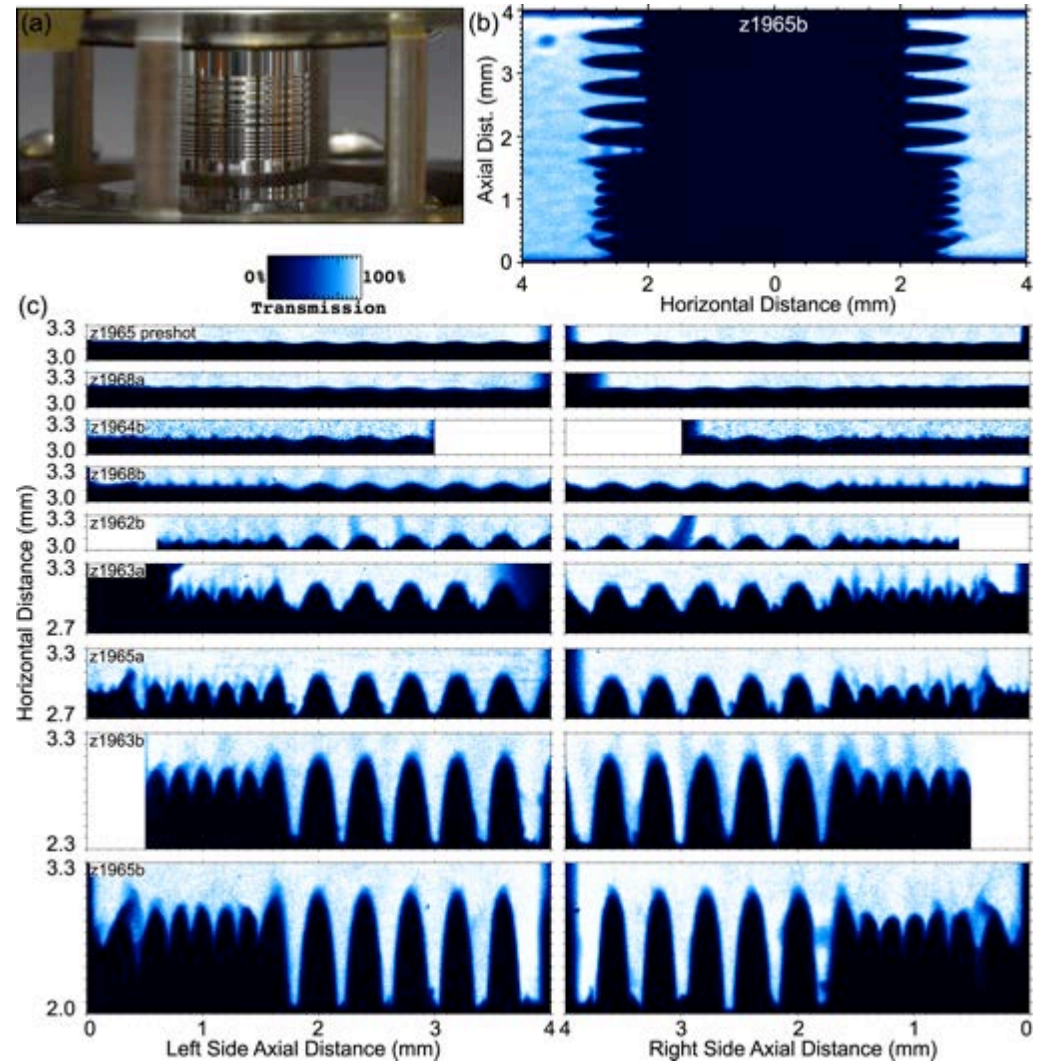 (a)
(b)
z1965b
Axial Dist. (mm)
4
3
2
1
0
4 2 0 2 4
Horizontal Distance (mm)
0% 100%
Transmission
(c)
Horizontal Distance (mm)
3.3 z1965 preshot
3.0
3.3 z1968a
3.0
3.3 z1964b
3.0
3.3 z1968b
3.0
3.3 z1962b
3.0
3.3 z1963a
2.7
3.3 z1965a
2.7
3.3 z1963b
2.3
3.3 z1965b
2.0
0 1 2 3 4 4 3 2 1 0
Left Side Axial Distance (mm) Right Side Axial Distance (mm)